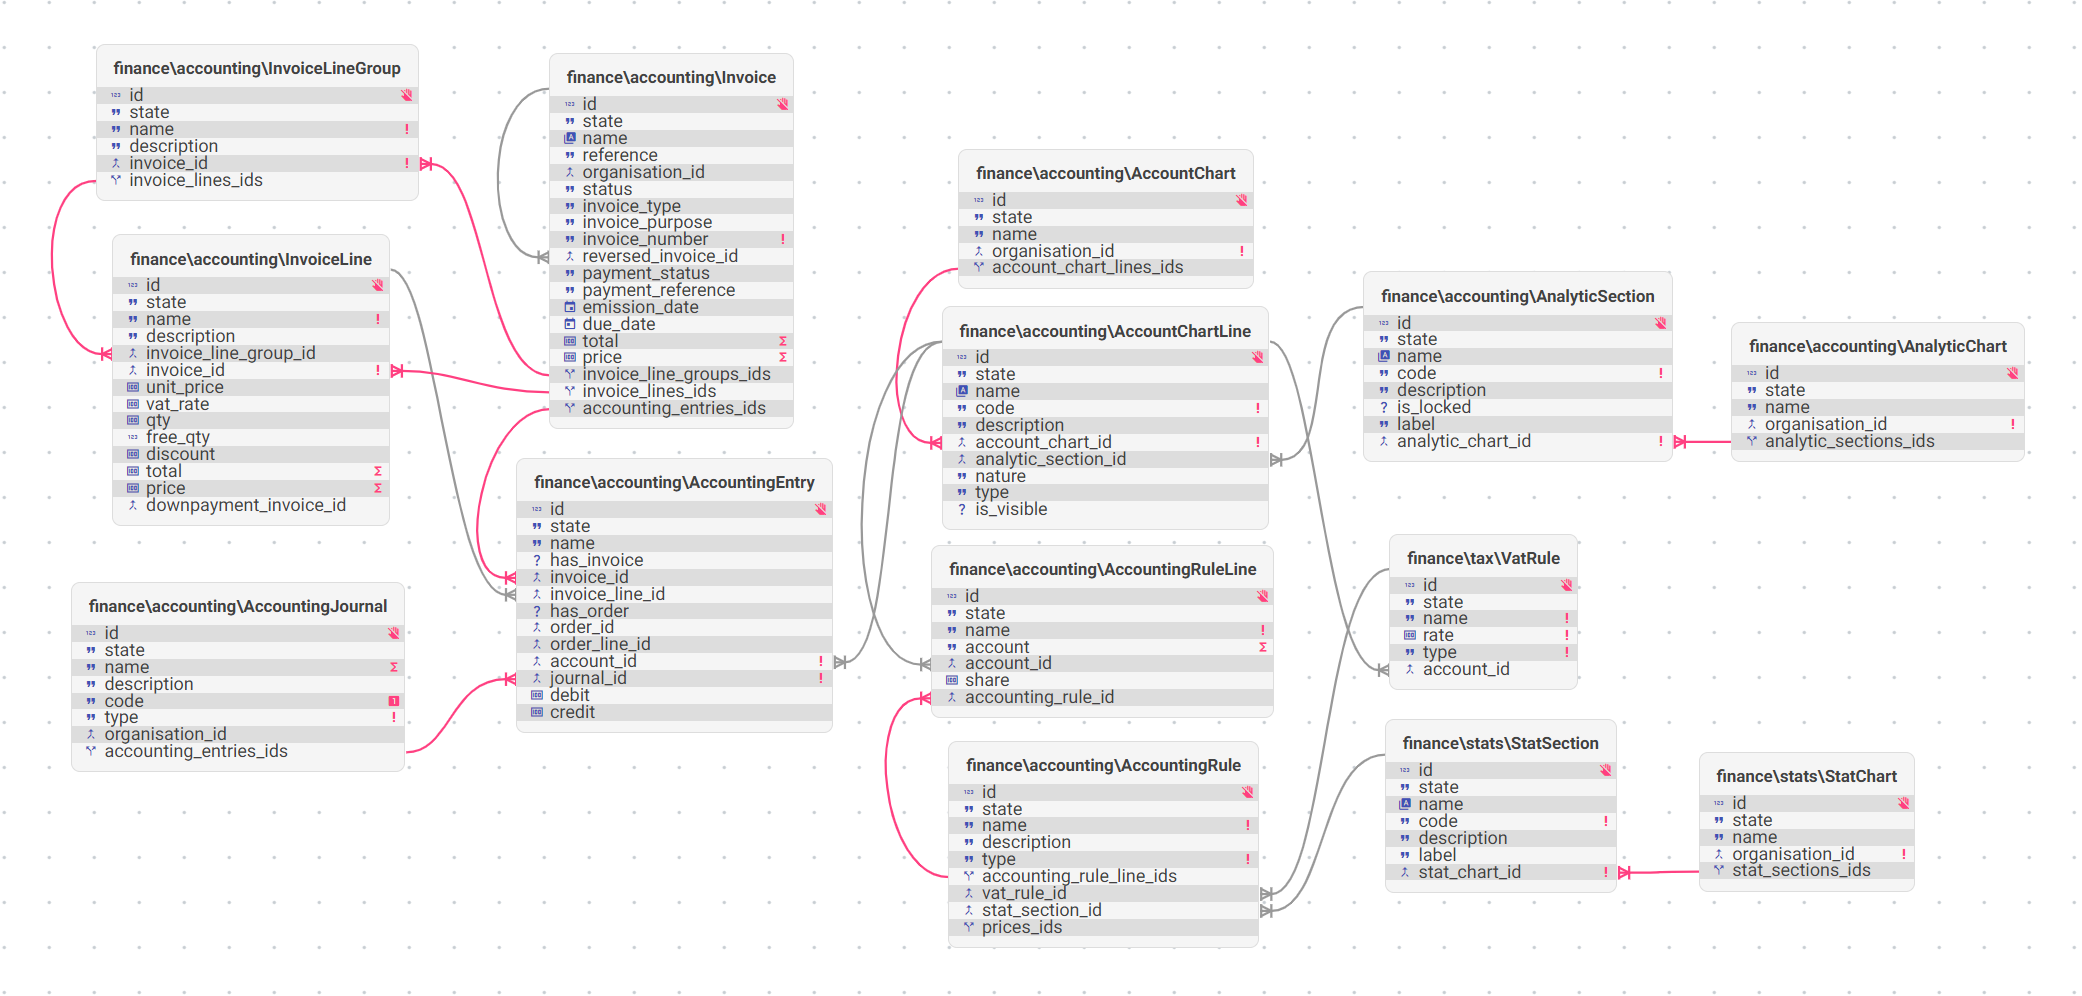 finance\accounting\InvoiceLineGroup
id
state
name !
description
invoice_id !
invoice_lines_ids
finance\accounting\InvoiceLine
id
state
name !
description
invoice_line_group_id
invoice_id !
unit_price
vat_rate
qty
free_qty
discount
total Σ
price Σ
downpayment_invoice_id
finance\accounting\AccountingJournal
id
state
name Σ
description
code
type !
organisation_id
accounting_entries_ids
finance\accounting\Invoice
id
state
name
reference
organisation_id
status
invoice_type
invoice_purpose
invoice_number !
reversed_invoice_id
payment_status
payment_reference
emission_date
due_date
total Σ
price Σ
invoice_line_groups_ids
invoice_lines_ids
accounting_entries_ids
finance\accounting\AccountingEntry
id
state
name
has_invoice
invoice_id
invoice_line_id
has_order
order_id
order_line_id
account_id !
journal_id !
debit
credit
finance\accounting\AccountChart
id
state
name
organisation_id !
account_chart_lines_ids
finance\accounting\AccountChartLine
id
state
name
code !
description
account_chart_id !
analytic_section_id
nature
type
is_visible
finance\accounting\AccountingRuleLine
id
state
name !
account Σ
account_id
share
accounting_rule_id
finance\accounting\AccountingRule
id
state
name !
description
type !
accounting_rule_line_ids
vat_rule_id
stat_section_id
prices_ids
finance\accounting\AnalyticSection
id
state
name
code !
description
is_locked
label
analytic_chart_id !
finance\accounting\AnalyticChart
id
state
name
organisation_id !
analytic_sections_ids
finance\tax\VatRule
id
state
name !
rate !
type !
account_id
finance\stats\StatSection
id
state
name
code !
description
label
stat_chart_id !
finance\stats\StatChart
id
state
name
organisation_id !
stat_sections_ids